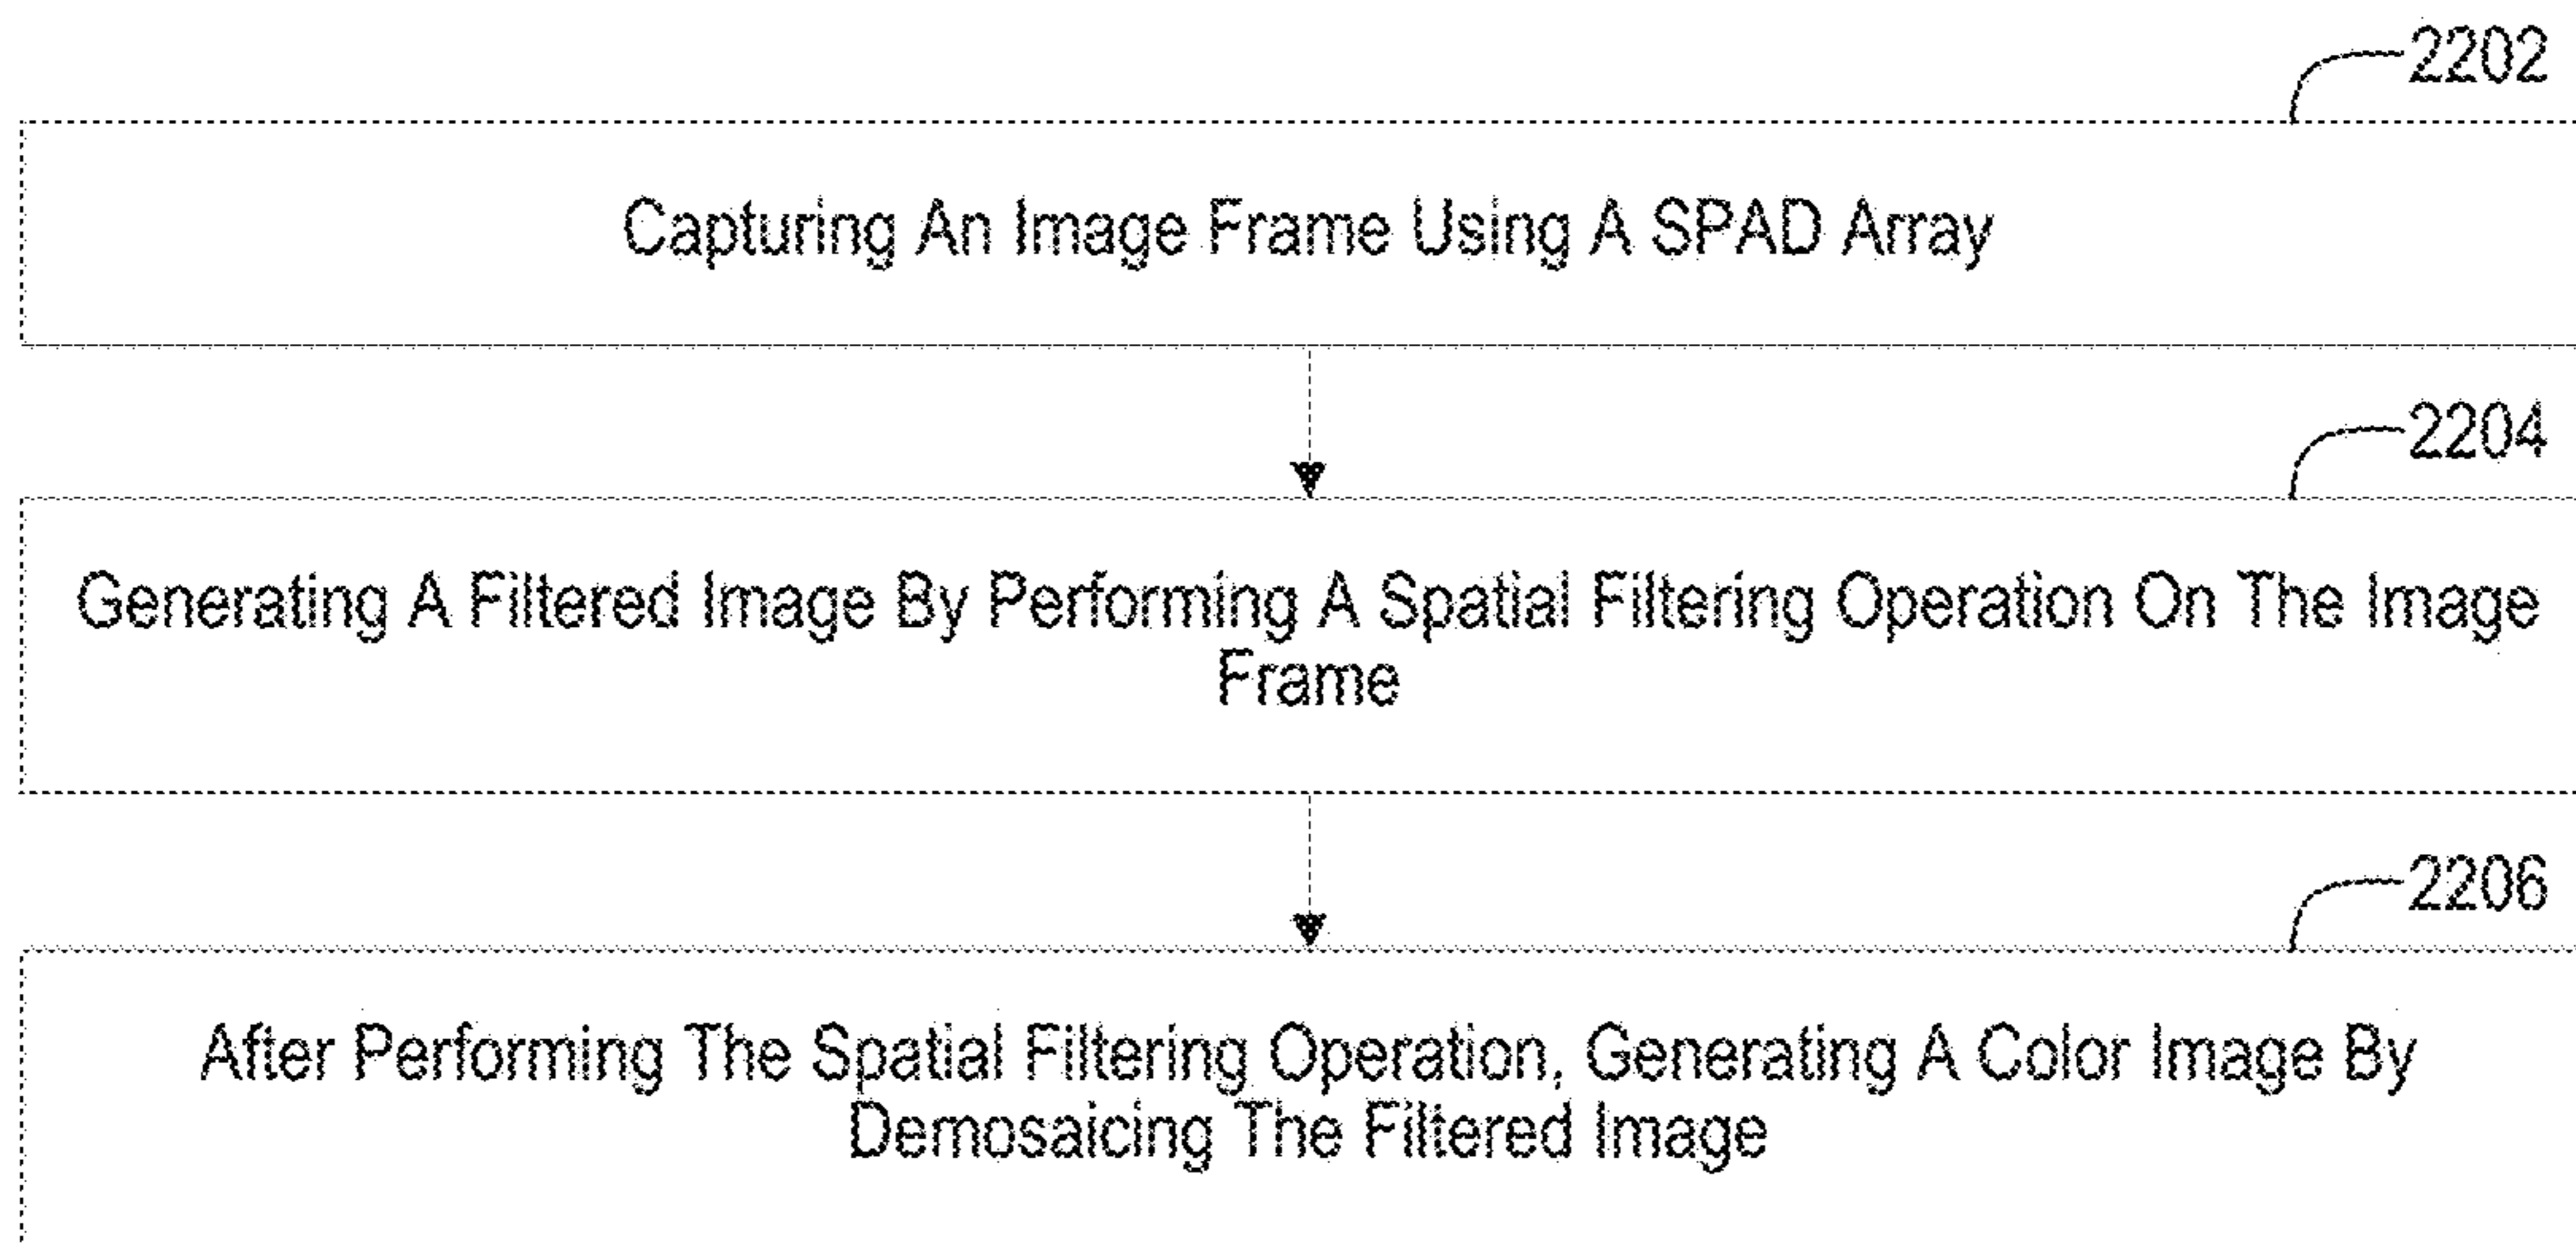 2202
Capturing An Image Frame Using A SPAD Array
2204
Generating A Filtered Image By Performing A Spatial Filtering Operation On The Image
Frame
2206
After Performing The Spatial Filtering Operation, Generating A Color Image By
Demosaicing The Filtered Image